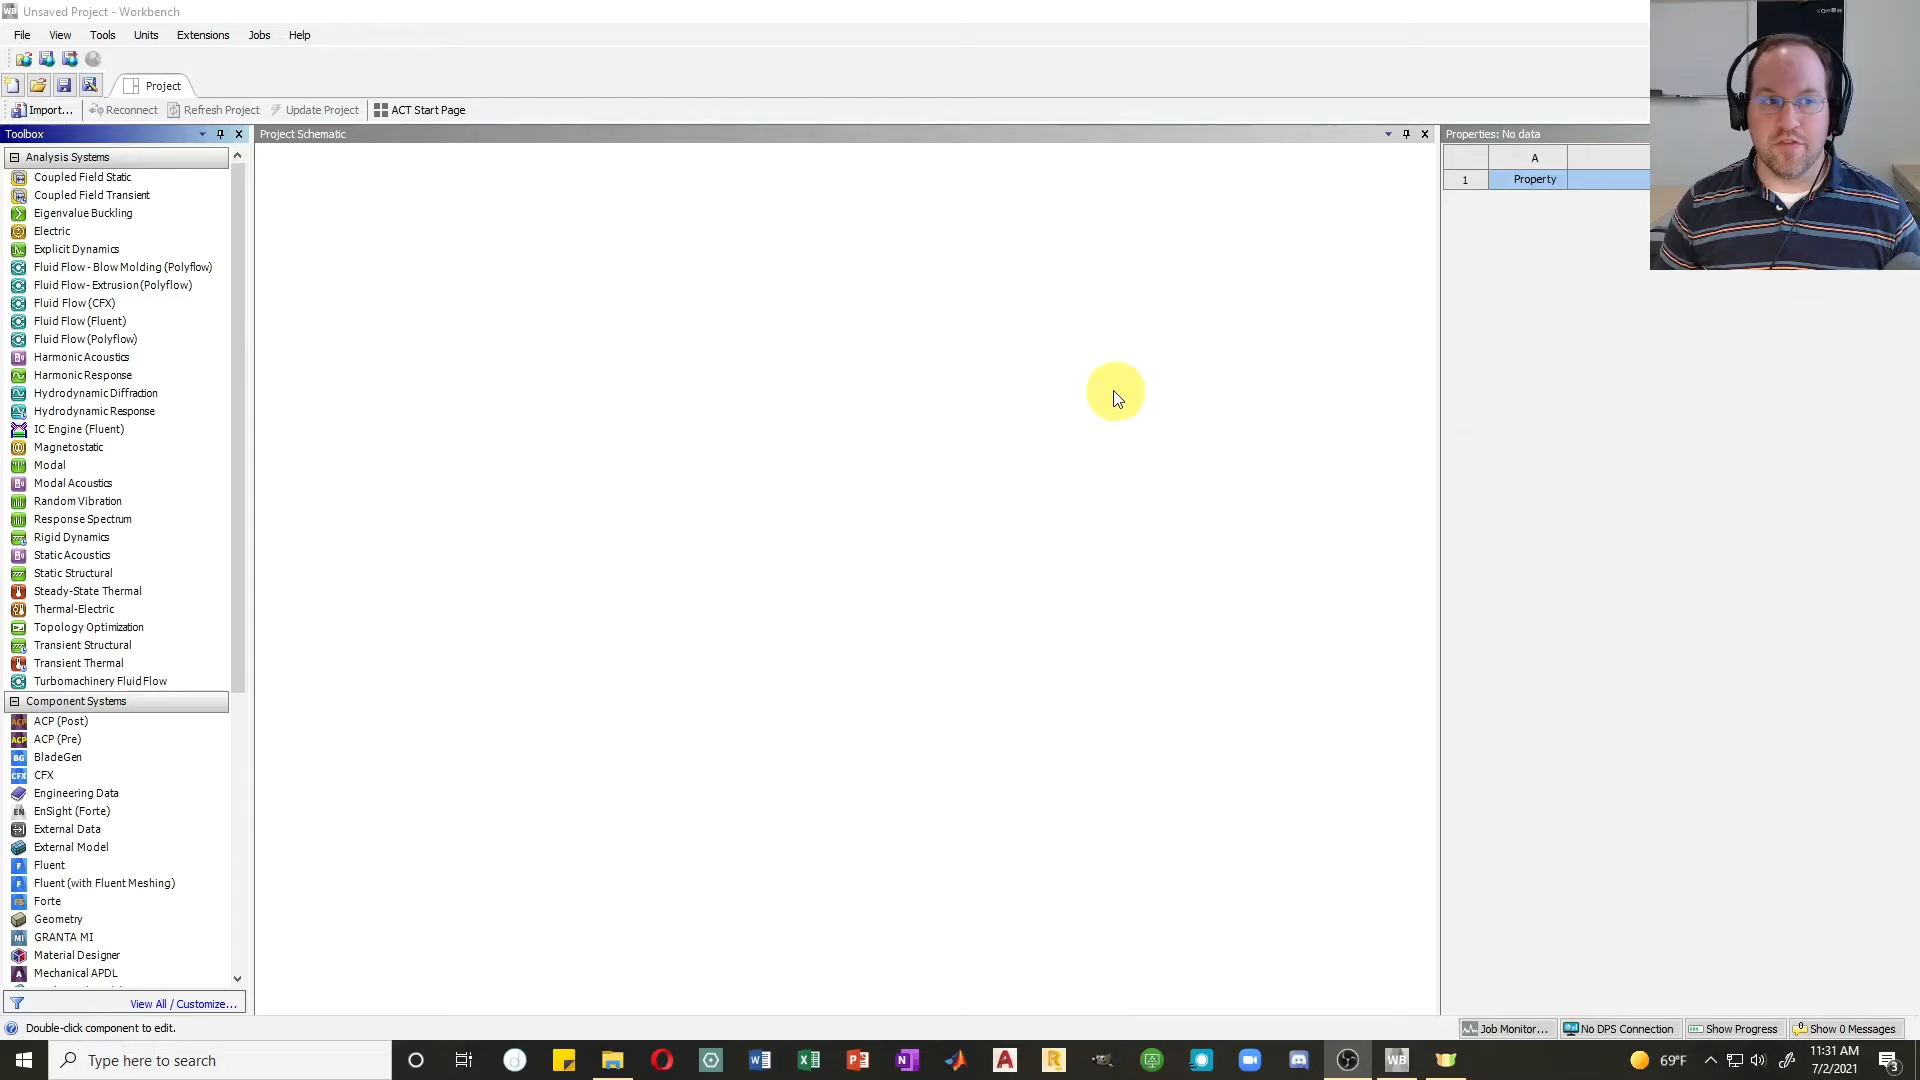 Unsaved Project - Workbench
File View Tools Units Extensions Jobs Help
Project
Import... Reconnect Refresh Project Update Project ACT Start Page
Toolbox
Project Schematic
Properties: No data
A
1 Property
Analysis Systems
Coupled Field Static
Coupled Field Transient
Eigenvalue Buckling
Electric
Explicit Dynamics
Fluid Flow - Blow Molding (Polyflow)
Fluid Flow- Extrusion(Polyflow)
Fluid Flow (CFX)
Fluid Flow (Fluent)
Fluid Flow (Polyflow)
Harmonic Acoustics
Harmonic Response
Hydrodynamic Diffraction
Hydrodynamic Response
IC Engine (Fluent)
Magnetostatic
Modal
Modal Acoustics
Random Vibration
Response Spectrum
Rigid Dynamics
Static Acoustics
Static Structural
Steady-State Thermal
Thermal-Electric
Topology Optimization
Transient Structural
Transient Thermal
Turbomachinery Fluid Flow
Component Systems
ACP (Post)
ACP (Pre)
BladeGen
CFX
Engineering Data
EnSight (Forte)
External Data
External Model
Fluent
Fluent (with Fluent Meshing)
Forte
Geometry
GRANTA MI
Material Designer
Mechanical APDL
View All / Customize...
Double-click component to edit.
Job Monitor... No DPS Connection Show Progress Show 0 Messages
Type here to search
69°F
11:31 AM
7/2/2021
3